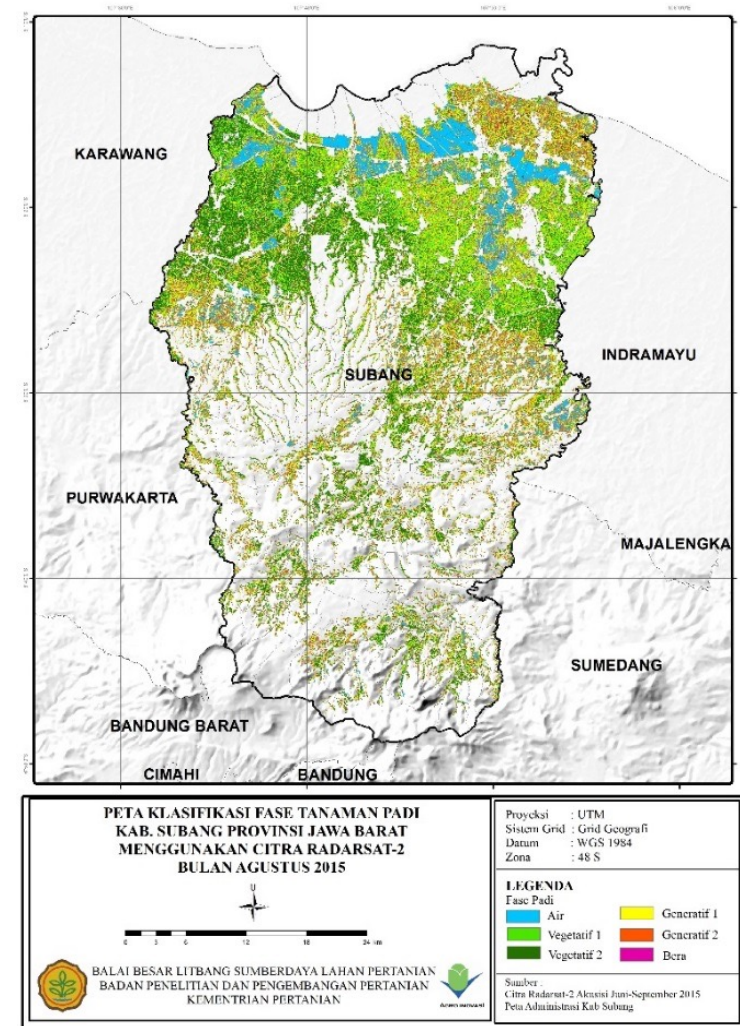 KARAWANG
INDRAMAYU
SUBANG
PURWAKARTA
MAJALENGKA
SUMEDANG
BANDUNG BARAT
CIMAHI
BANDUNG
PETA KLASIFIKASI FASE TANAMAN PADI
KAB. SUBANG PROVINSI JAWA BARAT
MENGGUNAKAN CITRA RADARSAT-2
BULAN AGUSTUS 2015
U
0 3 6 12 18 24 km
BALAI BESAR LITBANG SUMBERDAYA LAHAN PERTANIAN
BADAN PENELITIAN DAN PENGEMBANGAN PERTANIAN
KEMENTRIAN PERTANIAN
AGRO INOVASI
Proyeksi : UTM
Sistem Grid : Grid Geografi
Datum : WGS 1984
Zona : 48 S
LEGENDA
Fase Padi
Air
Vegetatif 1
Vegetatif 2
Generatif 1
Generatif 2
Bera
Sumber :
Citra Radarsat-2 Akusisi Juni-September 2015
Peta Administrasi Kab Subang